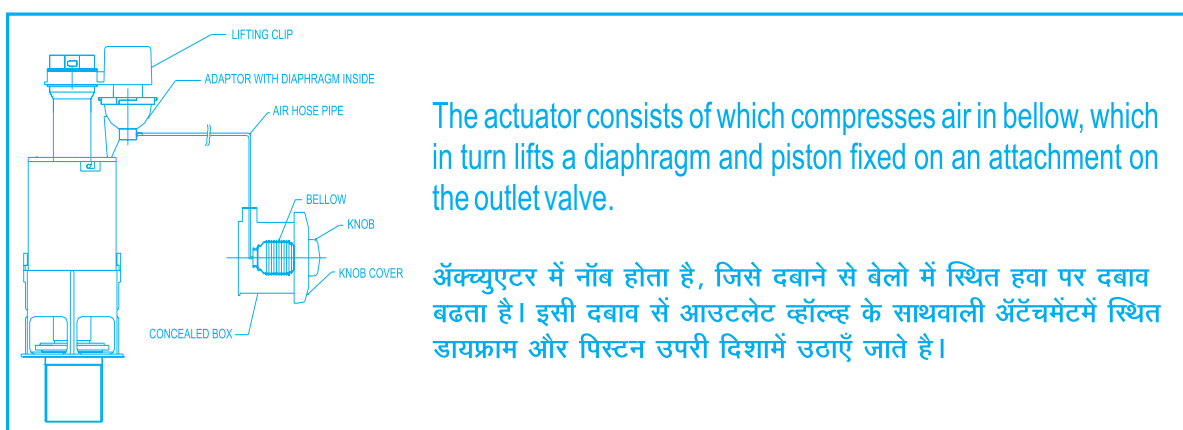 LIFTING CLIP
ADAPTOR WITH DIAPHRAGM INSIDE
AIR HOSE PIPE
BELLOW
KNOB
KNOB COVER
CONCEALED BOX
The actuator consists of which compresses air in bellow, which
in turn lifts a diaphragm and piston fixed on an attachment on
the outlet valve.
ॲक्च्युएटर में नॉब होता है, जिसे दबाने से बेलो में स्थित हवा पर दबाव
बढता है। इसी दबाव सें आउटलेट व्हॉल्व्ह के साथवाली ॲटॅचमेंटमें स्थित
डायफ्राम और पिस्टन उपरी दिशामें उठाएँ जाते है।